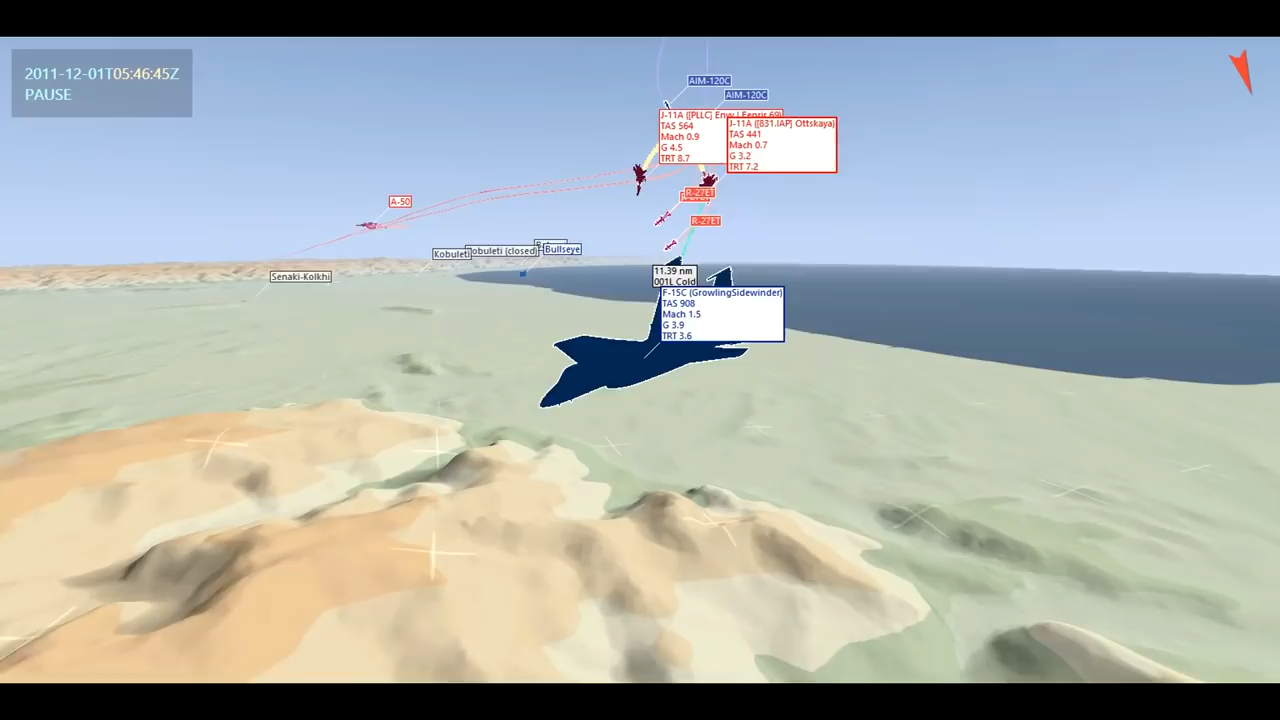 2011-12-01T05:46:45Z
PAUSE
AIM-120C
AIM-120C
J-11A ([PLLC] Envy | Fenris 69)
TAS 564
Mach 0.9
G 4.5
TRT 8.7
J-11A ([831.IAP] Ottskaya)
TAS 441
Mach 0.7
G 3.2
TRT 7.2
R-27ET
R-27ET
A-50
Kobuleti
obuleti (closed)
Bullseye
Senaki-Kolkhi
11.39 nm
001L Cold
F-15C (GrowlingSidewinder)
TAS 908
Mach 1.5
G 3.9
TRT 3.6